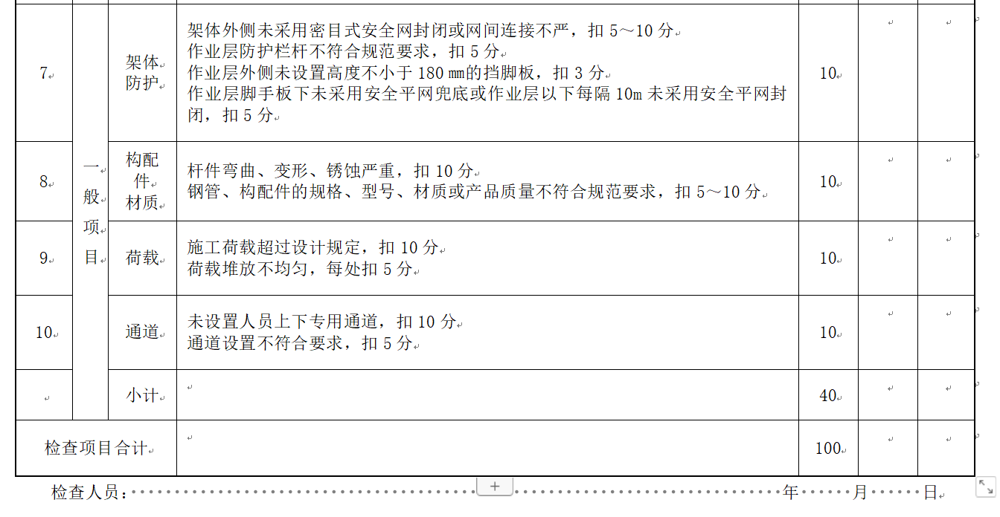 7
架体
防护
架体外侧未采用密目式安全网封闭或网间连接不严，扣 5～10 分
作业层防护栏杆不符合规范要求，扣 5 分
作业层外侧未设置高度不小于 180 ㎜的挡脚板，扣 3 分
作业层脚手板下未采用安全平网兜底或作业层以下每隔 10m 未采用安全平网封
闭，扣 5 分
10
一
般
项
目
8
构配
件
材质
杆件弯曲、变形、锈蚀严重，扣 10 分
钢管、构配件的规格、型号、材质或产品质量不符合规范要求，扣 5～10 分
10
9
荷载
施工荷载超过设计规定，扣 10 分
荷载堆放不均匀，每处扣 5 分
10
10
通道
未设置人员上下专用通道，扣 10 分
通道设置不符合要求，扣 5 分
10
小计
40
检查项目合计
100
检查人员： 年 月 日